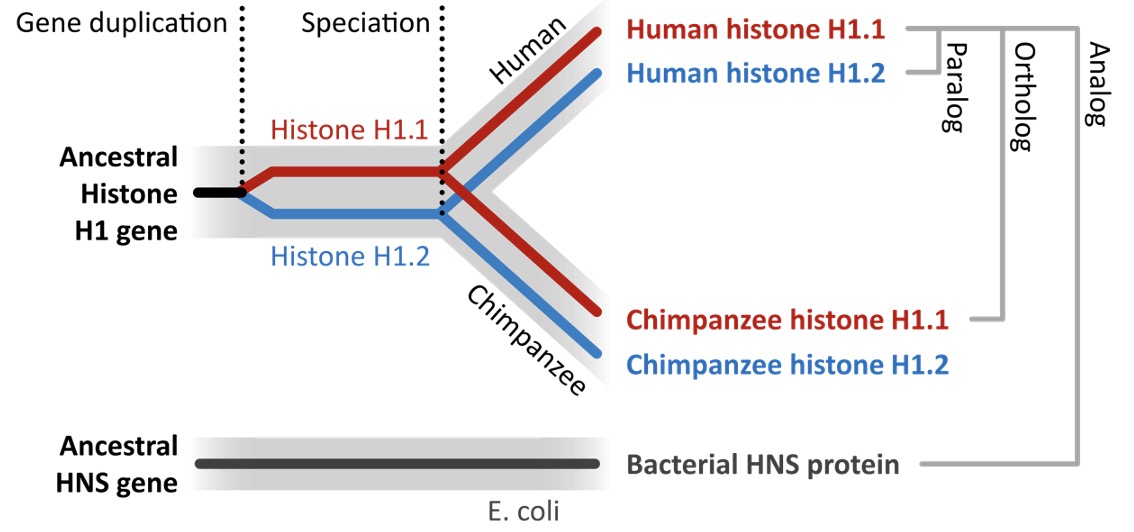 Gene duplication
Speciation
Human
Human histone H1.1
Human histone H1.2
Paralog
Ortholog
Analog
Histone H1.1
Ancestral
Histone
H1 gene
Histone H1.2
Chimpanzee
Chimpanzee histone H1.1
Chimpanzee histone H1.2
Ancestral
HNS gene
Bacterial HNS protein
E. coli